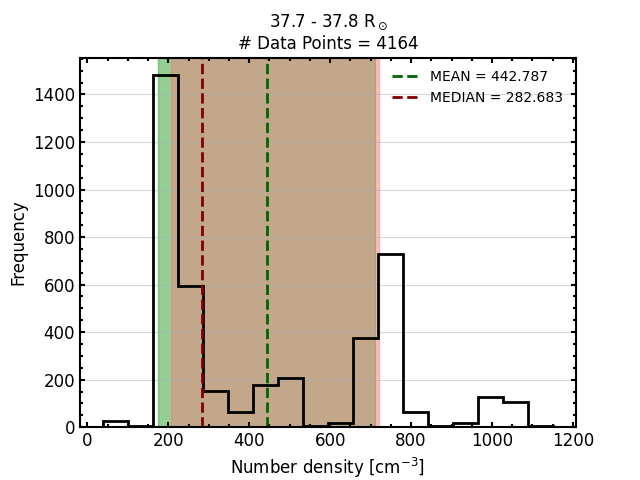 37.7 - 37.8 R⊙
# Data Points = 4164
MEAN = 442.787
MEDIAN = 282.683
Frequency
1400
1200
1000
800
600
400
200
0
0 200 400 600 800 1000 1200
Number density [cm⁻³]